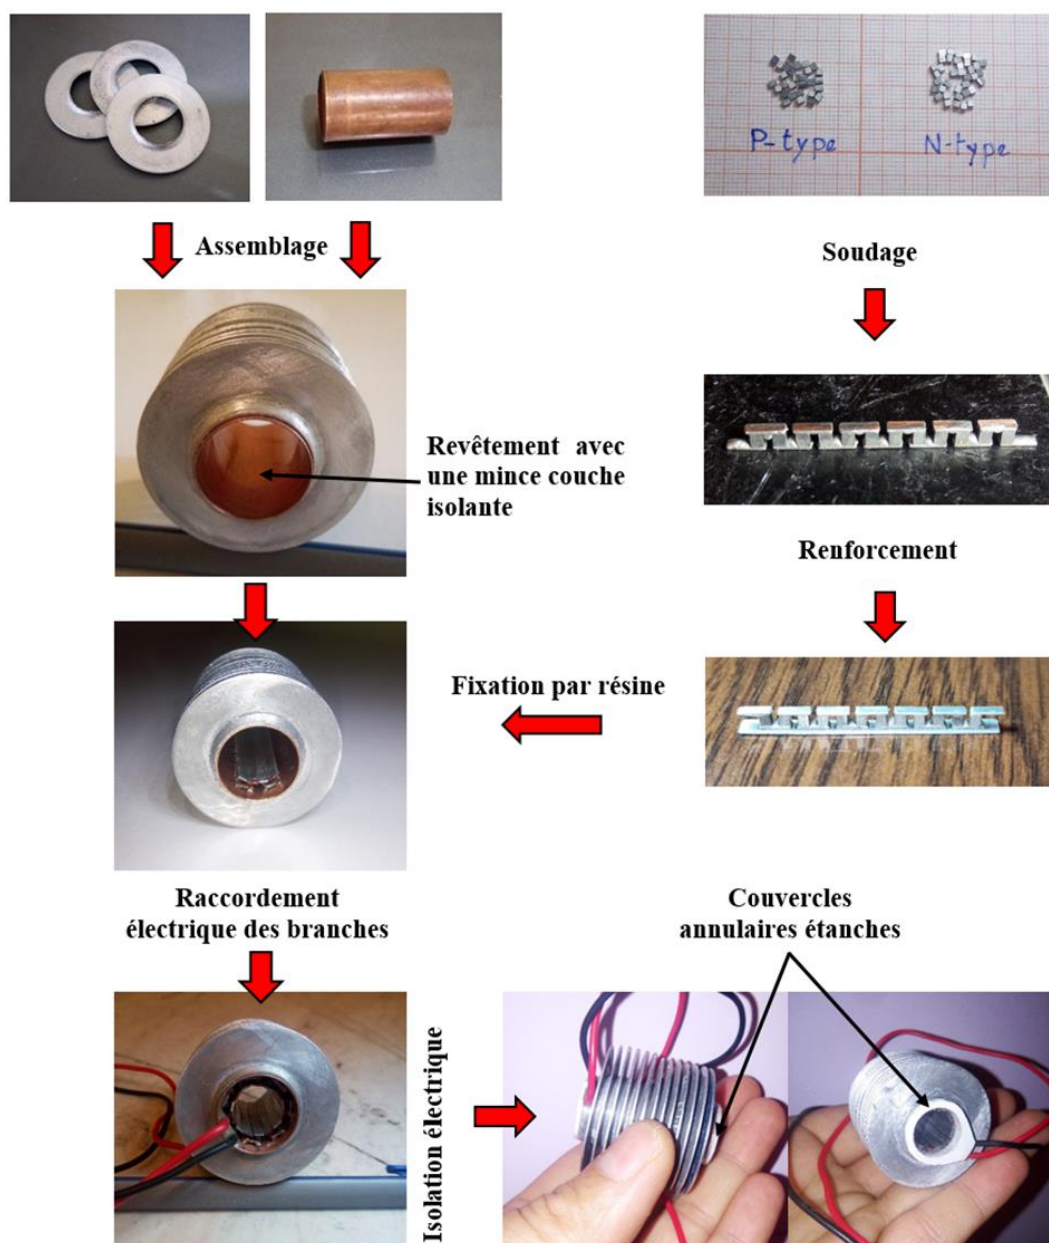 P-type
N-type
Assemblage
Soudage
Revêtement avec
une mince couche
isolante
Renforcement
Fixation par résine
Raccordement
électrique des branches
Couvercles
annulaires étanches
Isolation électrique